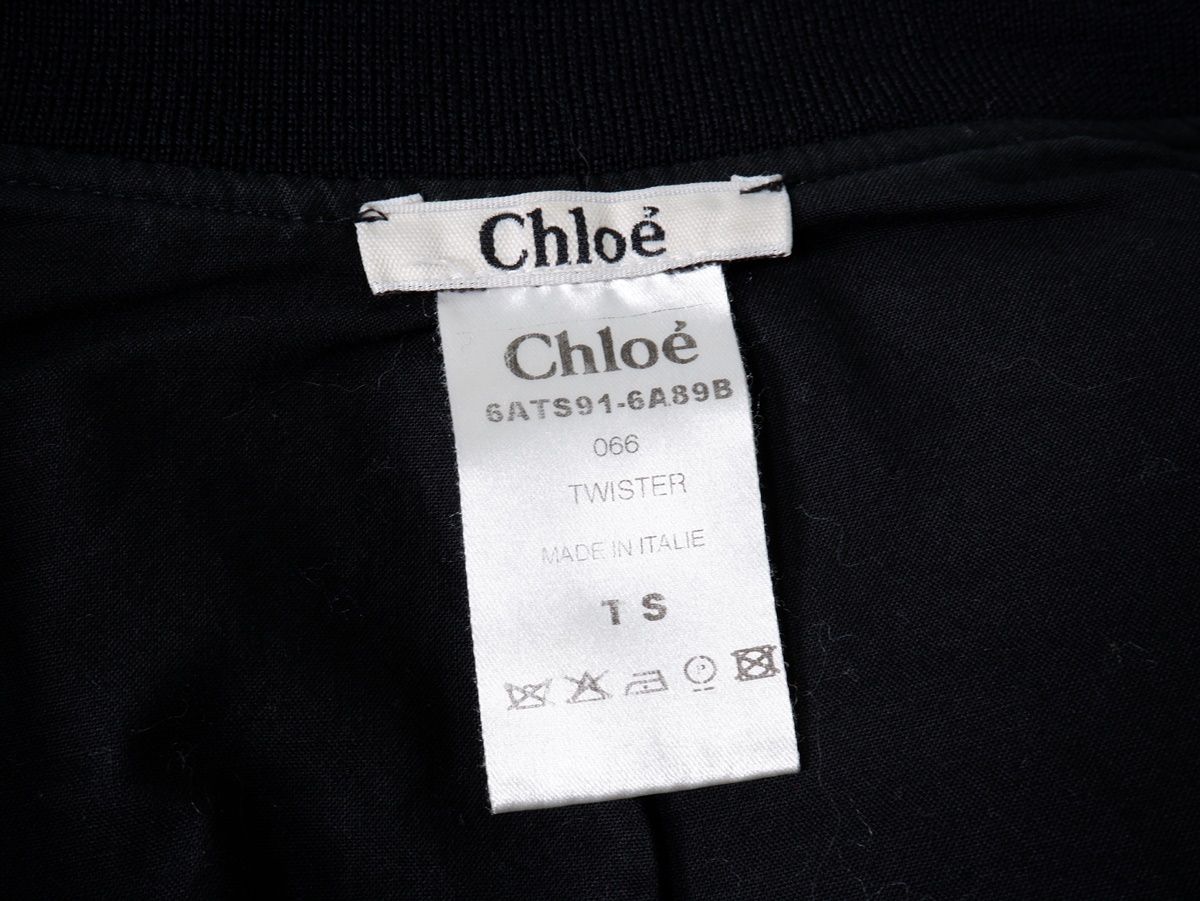 Chloé
Chloé
6ATS91-6A89B
066
TWISTER
MADE IN ITALIE
T S
P